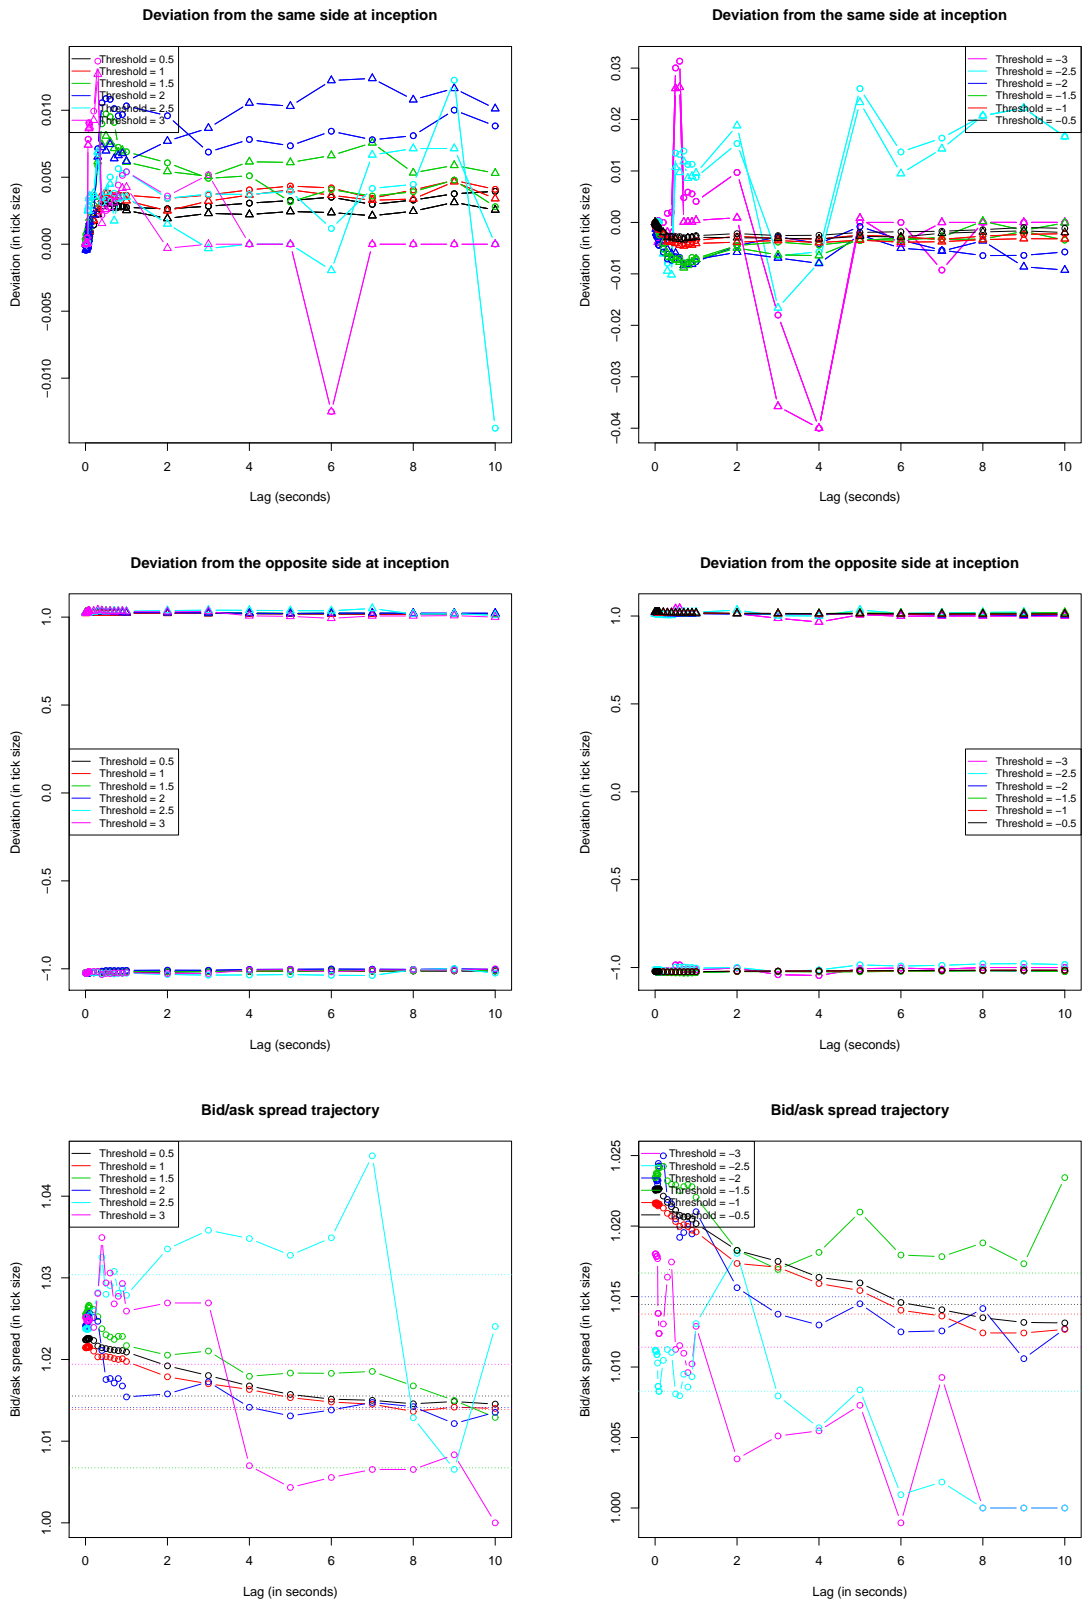 Deviation from the same side at inception
Deviation (in tick size)
0.010
0.005
0.000
−0.005
−0.010
Threshold = 0.5
Threshold = 1
Threshold = 1.5
Threshold = 2
Threshold = 2.5
Threshold = 3
0 2 4 6 8 10
Lag (seconds)
Deviation from the same side at inception
Deviation (in tick size)
0.03
0.02
0.01
0.00
−0.01
−0.02
−0.03
−0.04
Threshold = −3
Threshold = −2.5
Threshold = −2
Threshold = −1.5
Threshold = −1
Threshold = −0.5
0 2 4 6 8 10
Lag (seconds)
Deviation from the opposite side at inception
Deviation (in tick size)
1.0
0.5
0.0
−0.5
−1.0
Threshold = 0.5
Threshold = 1
Threshold = 1.5
Threshold = 2
Threshold = 2.5
Threshold = 3
0 2 4 6 8 10
Lag (seconds)
Deviation from the opposite side at inception
Deviation (in tick size)
1.0
0.5
0.0
−0.5
−1.0
Threshold = −3
Threshold = −2.5
Threshold = −2
Threshold = −1.5
Threshold = −1
Threshold = −0.5
0 2 4 6 8 10
Lag (seconds)
Bid/ask spread trajectory
Bid/ask spread (in tick size)
1.04
1.03
1.02
1.01
1.00
Threshold = 0.5
Threshold = 1
Threshold = 1.5
Threshold = 2
Threshold = 2.5
Threshold = 3
0 2 4 6 8 10
Lag (in seconds)
Bid/ask spread trajectory
Bid/ask spread (in tick size)
1.025
1.020
1.015
1.010
1.005
1.000
Threshold = −3
Threshold = −2.5
Threshold = −2
Threshold = −1.5
Threshold = −1
Threshold = −0.5
0 2 4 6 8 10
Lag (in seconds)